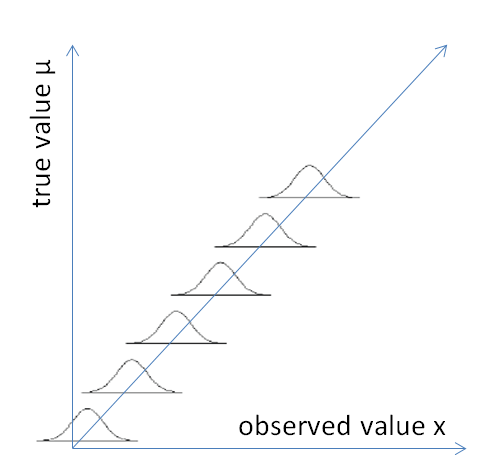 true value μ
observed value x